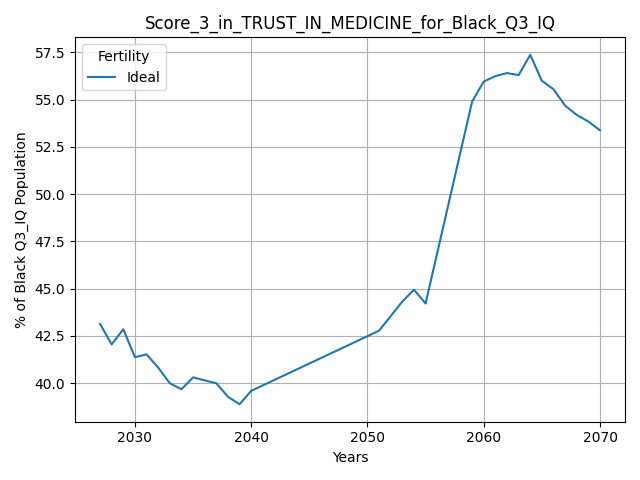 Score_3_in_TRUST_IN_MEDICINE_for_Black_Q3_IQ
Fertility
Ideal
% of Black Q3_IQ Population
57.5
55.0
52.5
50.0
47.5
45.0
42.5
40.0
2030 2040 2050 2060 2070
Years